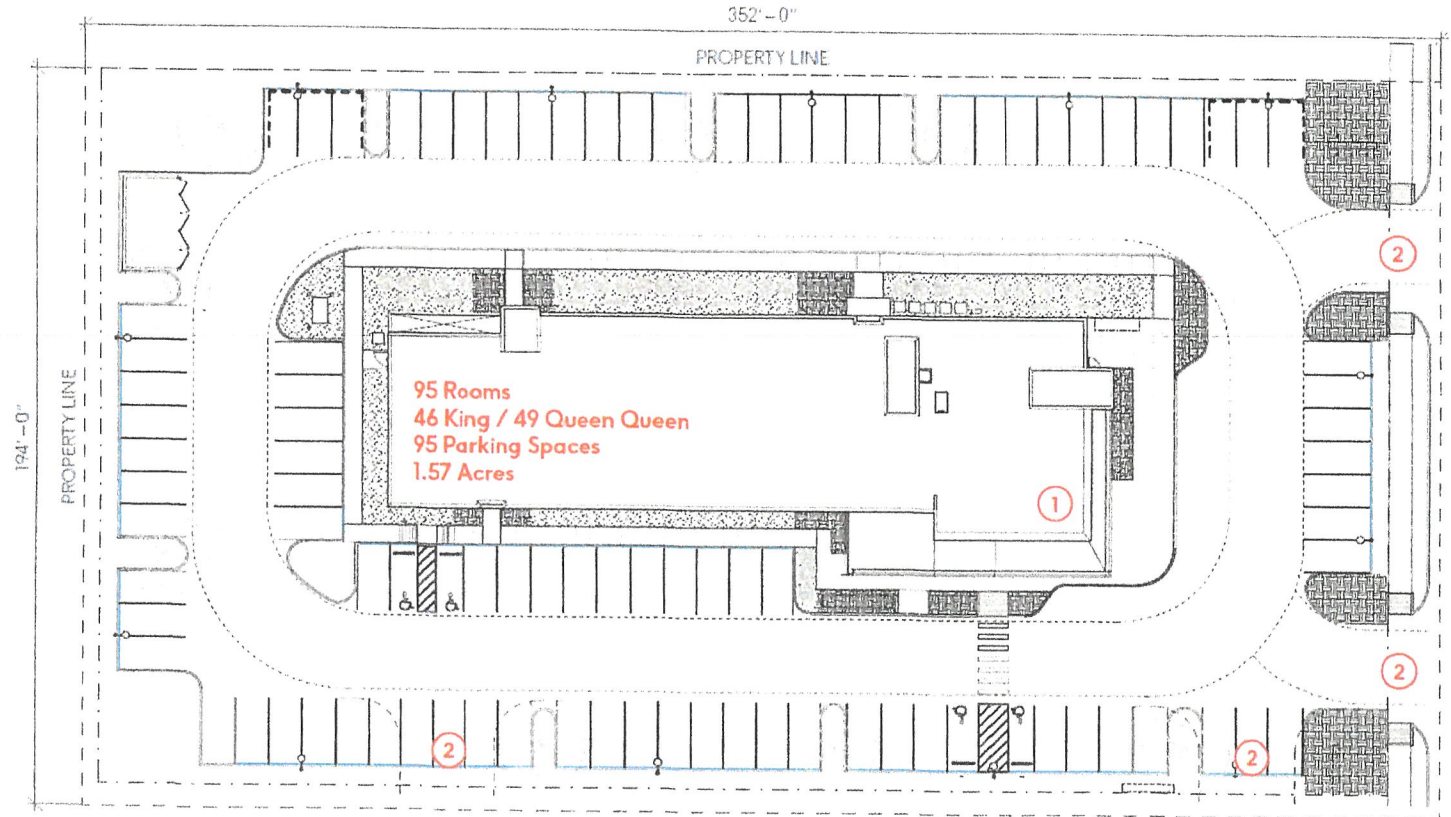 352'-0"
PROPERTY LINE
2
194'-0"
PROPERTY LINE
95 Rooms
46 King / 49 Queen Queen
95 Parking Spaces
1.57 Acres
1
2
2
2